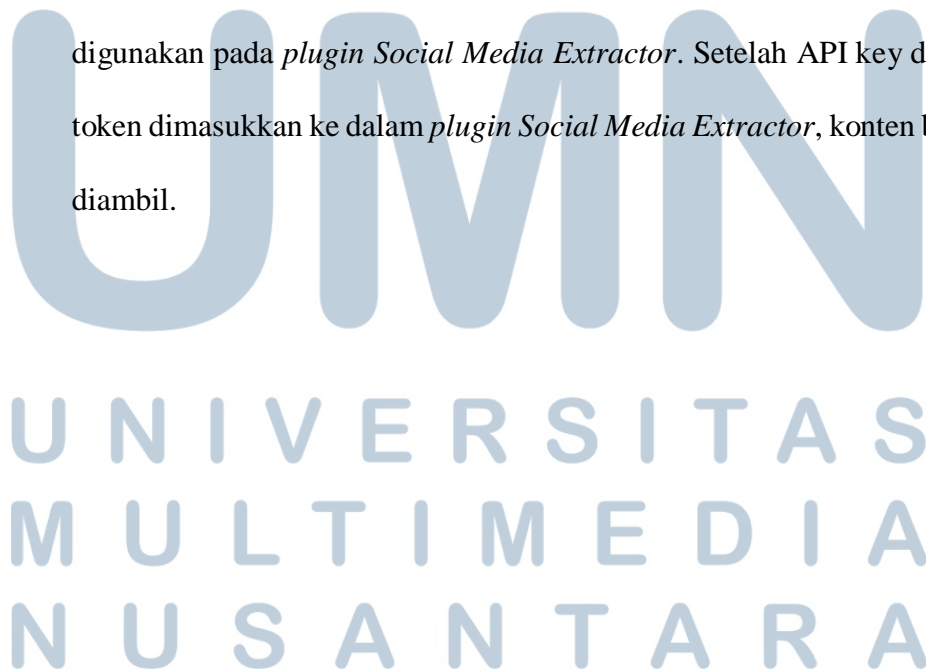 digunakan pada plugin Social Media Extractor. Setelah API key d
token dimasukkan ke dalam plugin Social Media Extractor, konten b
diambil.
UMN
UNIVERSITAS
MULTIMEDIA
NUSANTARA